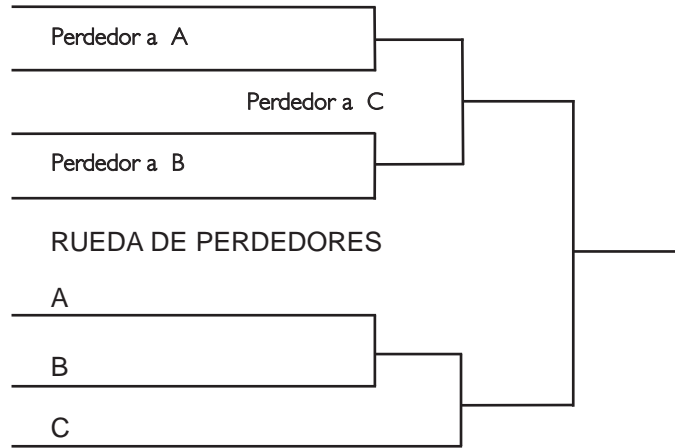 Perdedor a A
Perdedor a C
Perdedor a B
RUEDA DE PERDEDORES
A
B
C